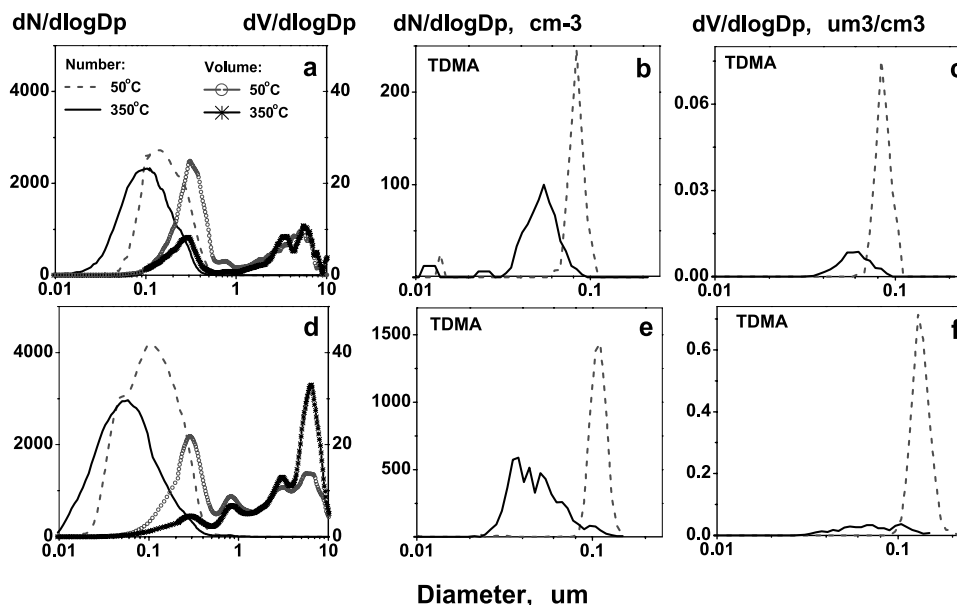 dN/dlogDp dV/dlogDp dN/dlogDp, cm-3 dV/dlogDp, um3/cm3
Number: Volume: a
50°C 50°C
350°C 350°C
4000
2000
0
40
20
0
0.01 0.1 1 10
TDMA b
200
100
0
0.01 0.1
TDMA c
0.06
0.03
0.00
0.01 0.1
d
4000
2000
0
40
20
0
0.01 0.1 1 10
TDMA e
1500
1000
500
0
0.01 0.1
TDMA f
0.6
0.4
0.2
0.0
0.01 0.1
Diameter, um